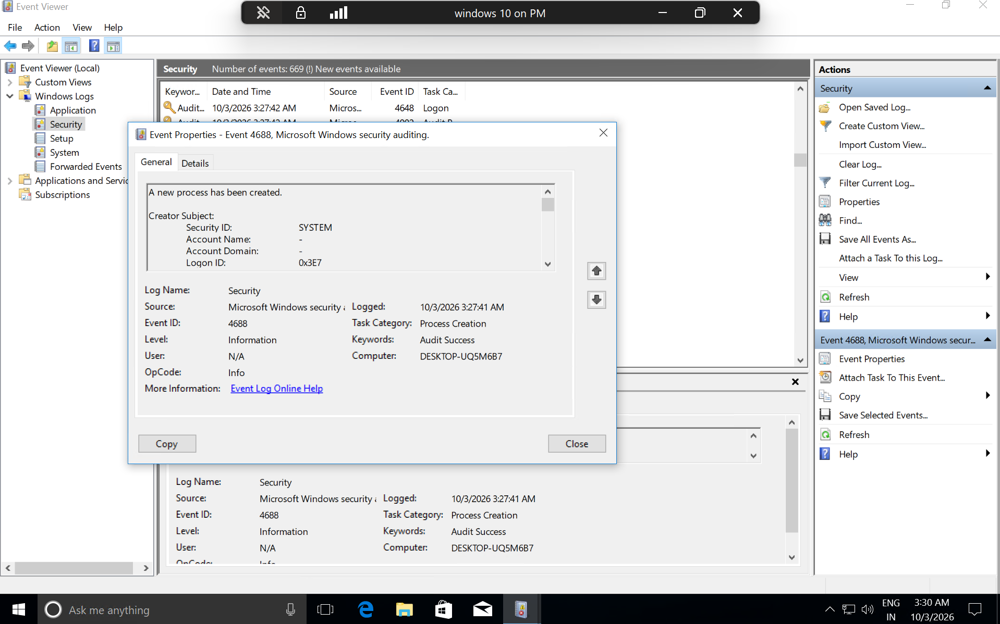 Event Viewer
windows 10 on PM
File Action View Help
Event Viewer (Local)
Custom Views
Windows Logs
Application
Security
Setup
System
Forwarded Events
Applications and Servic
Subscriptions
Security Number of events: 669 (!) New events available
Keywor... Date and Time Source Event ID Task Ca...
Audit... 10/3/2026 3:27:42 AM Micros... 4648 Logon
Event Properties - Event 4688, Microsoft Windows security auditing.
General Details
A new process has been created.
Creator Subject:
Security ID: SYSTEM
Account Name: -
Account Domain: -
Logon ID: 0x3E7
Log Name: Security
Source: Microsoft Windows security Logged: 10/3/2026 3:27:41 AM
Event ID: 4688 Task Category: Process Creation
Level: Information Keywords: Audit Success
User: N/A Computer: DESKTOP-UQ5M6B7
OpCode: Info
More Information: Event Log Online Help
Copy Close
Log Name: Security
Source: Microsoft Windows security Logged: 10/3/2026 3:27:41 AM
Event ID: 4688 Task Category: Process Creation
Level: Information Keywords: Audit Success
User: N/A Computer: DESKTOP-UQ5M6B7
OpCode: Info
Actions
Security
Open Saved Log...
Create Custom View...
Import Custom View...
Clear Log...
Filter Current Log...
Properties
Find...
Save All Events As...
Attach a Task To this Log...
View
Refresh
Help
Event 4688, Microsoft Windows secur...
Event Properties
Attach Task To This Event...
Copy
Save Selected Events...
Refresh
Help
Ask me anything
ENG
IN
3:30 AM
10/3/2026